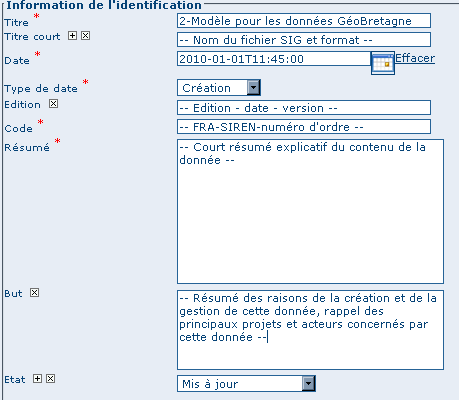 Information de l'identification
Titre * 2-Modèle pour les données GéoBretagne
Titre court -- Nom du fichier SIG et format --
Date * 2010-01-01T11:45:00 Effacer
Type de date * Création
Edition -- Edition - date - version --
Code * -- FRA-SIREN-numéro d'ordre --
Résumé * -- Court résumé explicatif du contenu de la
donnée --
But -- Résumé des raisons de la création et de la
gestion de cette donnée, rappel des
principaux projets et acteurs concernés par
cette donnée --
Etat Mis à jour